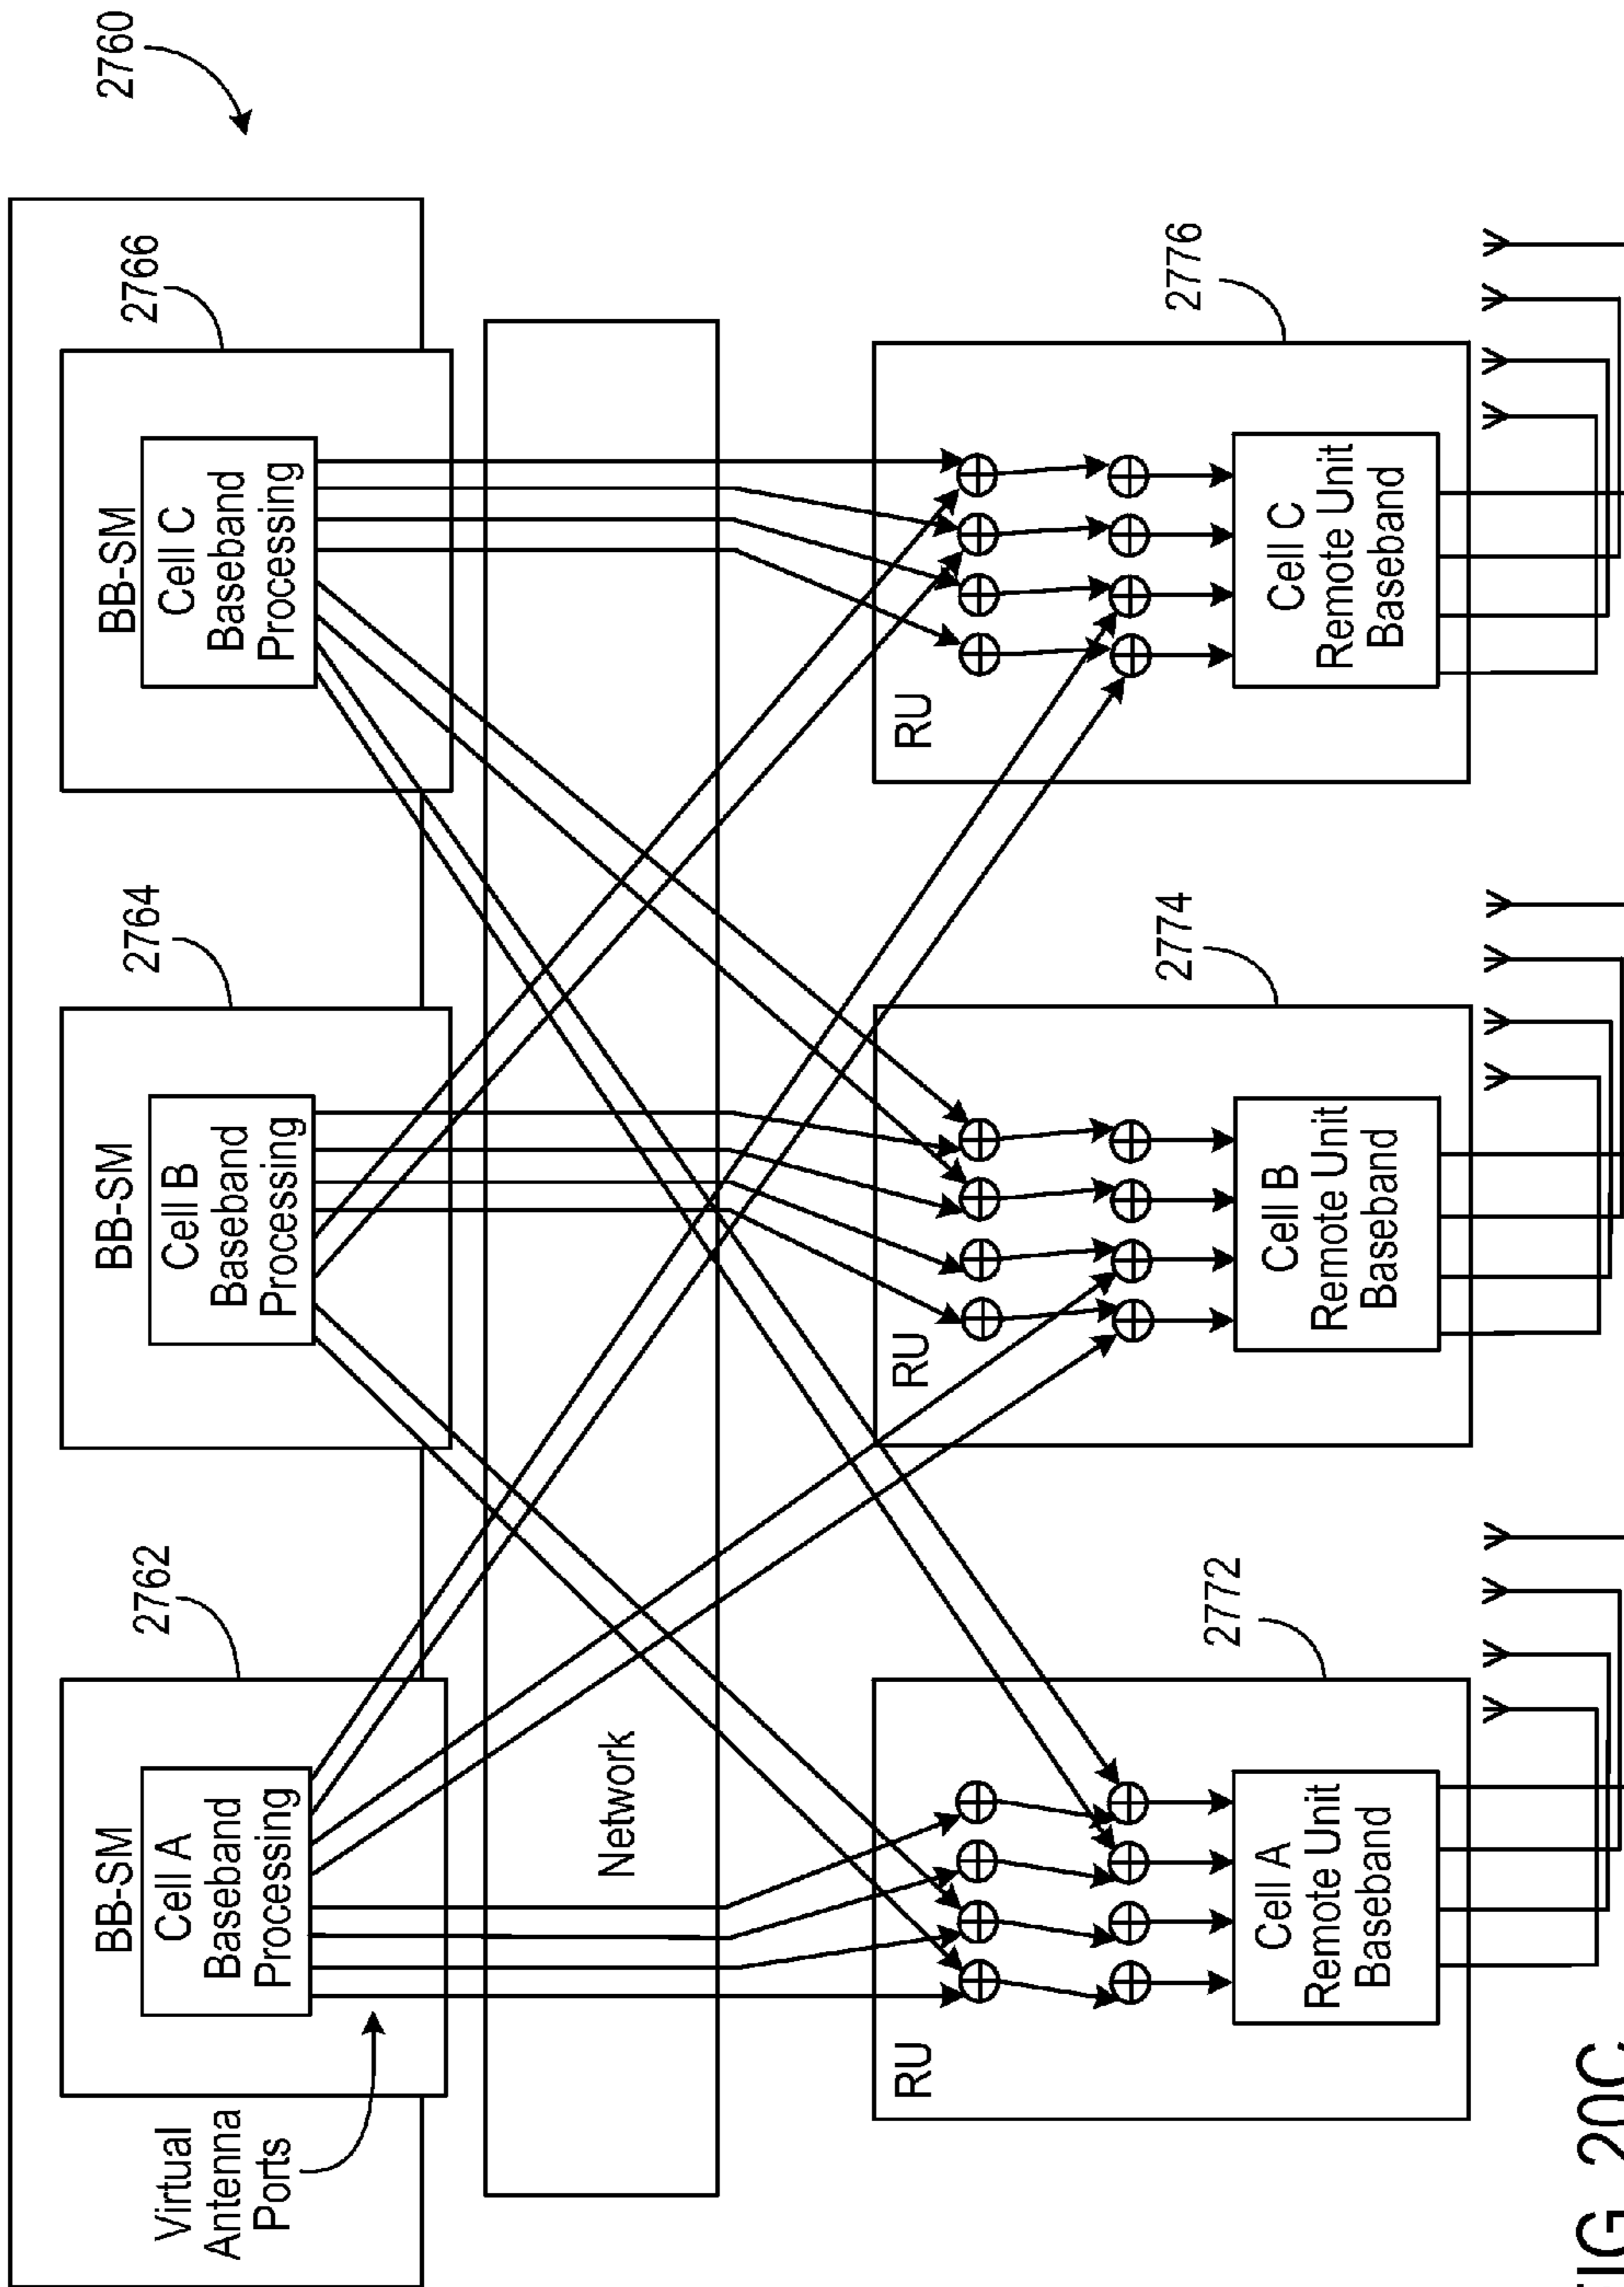 2760
2762
2764
2766
BB-SM
Cell A
Baseband
Processing
BB-SM
Cell B
Baseband
Processing
BB-SM
Cell C
Baseband
Processing
Virtual
Antenna
Ports
Network
2772
2774
2776
RU
Cell A
Remote Unit
Baseband
RU
Cell B
Remote Unit
Baseband
RU
Cell C
Remote Unit
Baseband
FIG. 20C